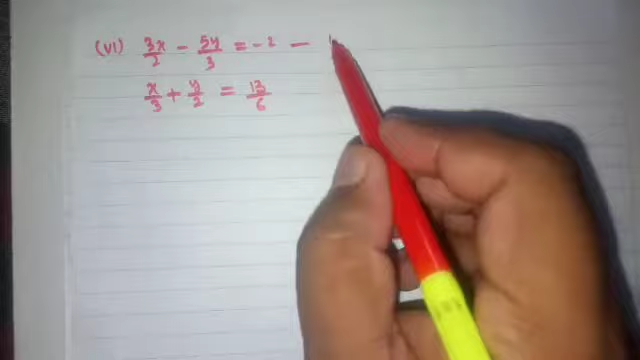 (VI) 3x/2 - 5y/3 = -2 —
x/3 + y/2 = 13/6